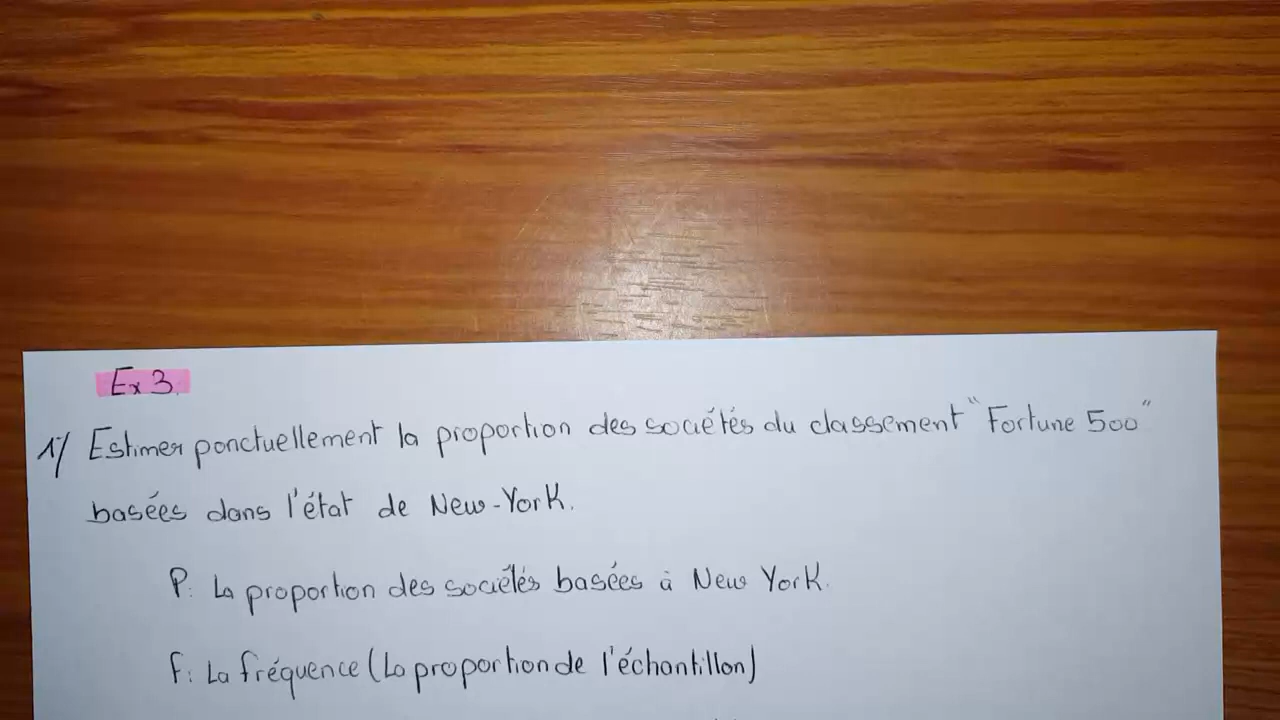 Ex 3.
1°/ Estimer ponctuellement la proportion des sociétés du classement "Fortune 500"
basées dans l'état de New-York.
P: La proportion des sociétés basées à New York.
F: La fréquence (La proportion de l'échantillon)